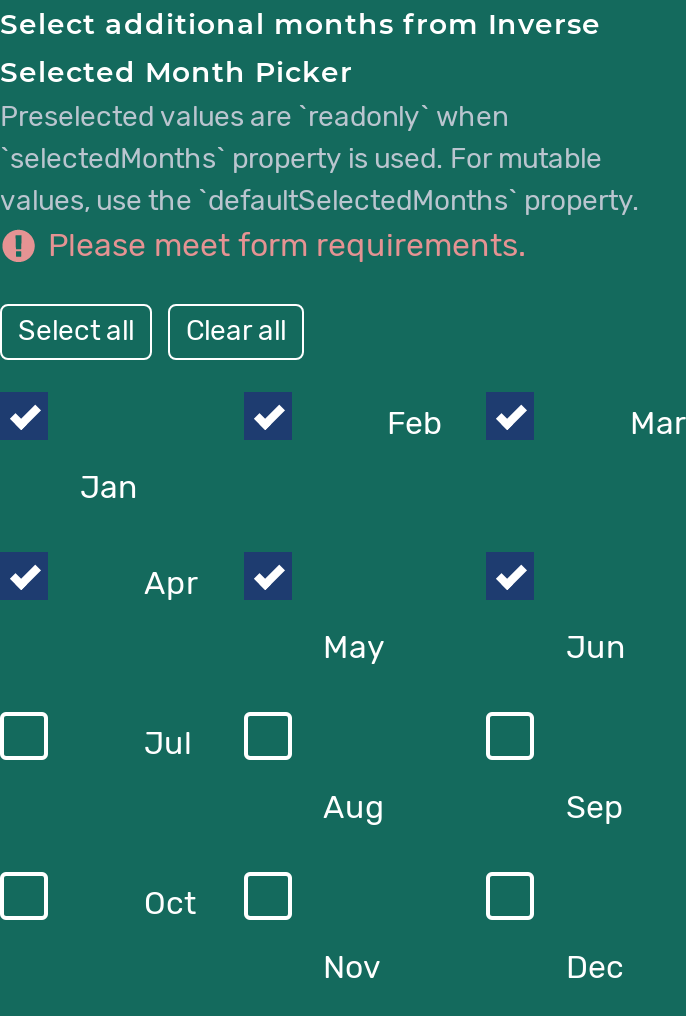 Select additional months from Inverse
Selected Month Picker
Preselected values are `readonly` when
`selectedMonths` property is used. For mutable
values, use the `defaultSelectedMonths` property.
Please meet form requirements.
Select all
Clear all
Jan
Feb
Mar
Apr
May
Jun
Jul
Aug
Sep
Oct
Nov
Dec